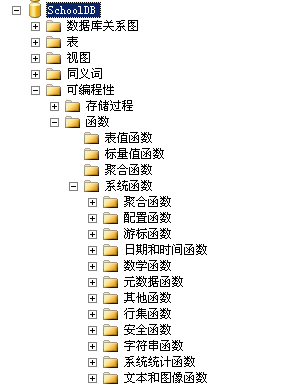 SchoolDB
数据库关系图
表
视图
同义词
可编程性
存储过程
函数
表值函数
标量值函数
聚合函数
系统函数
聚合函数
配置函数
游标函数
日期和时间函数
数学函数
元数据函数
其他函数
行集函数
安全函数
字符串函数
系统统计函数
文本和图像函数